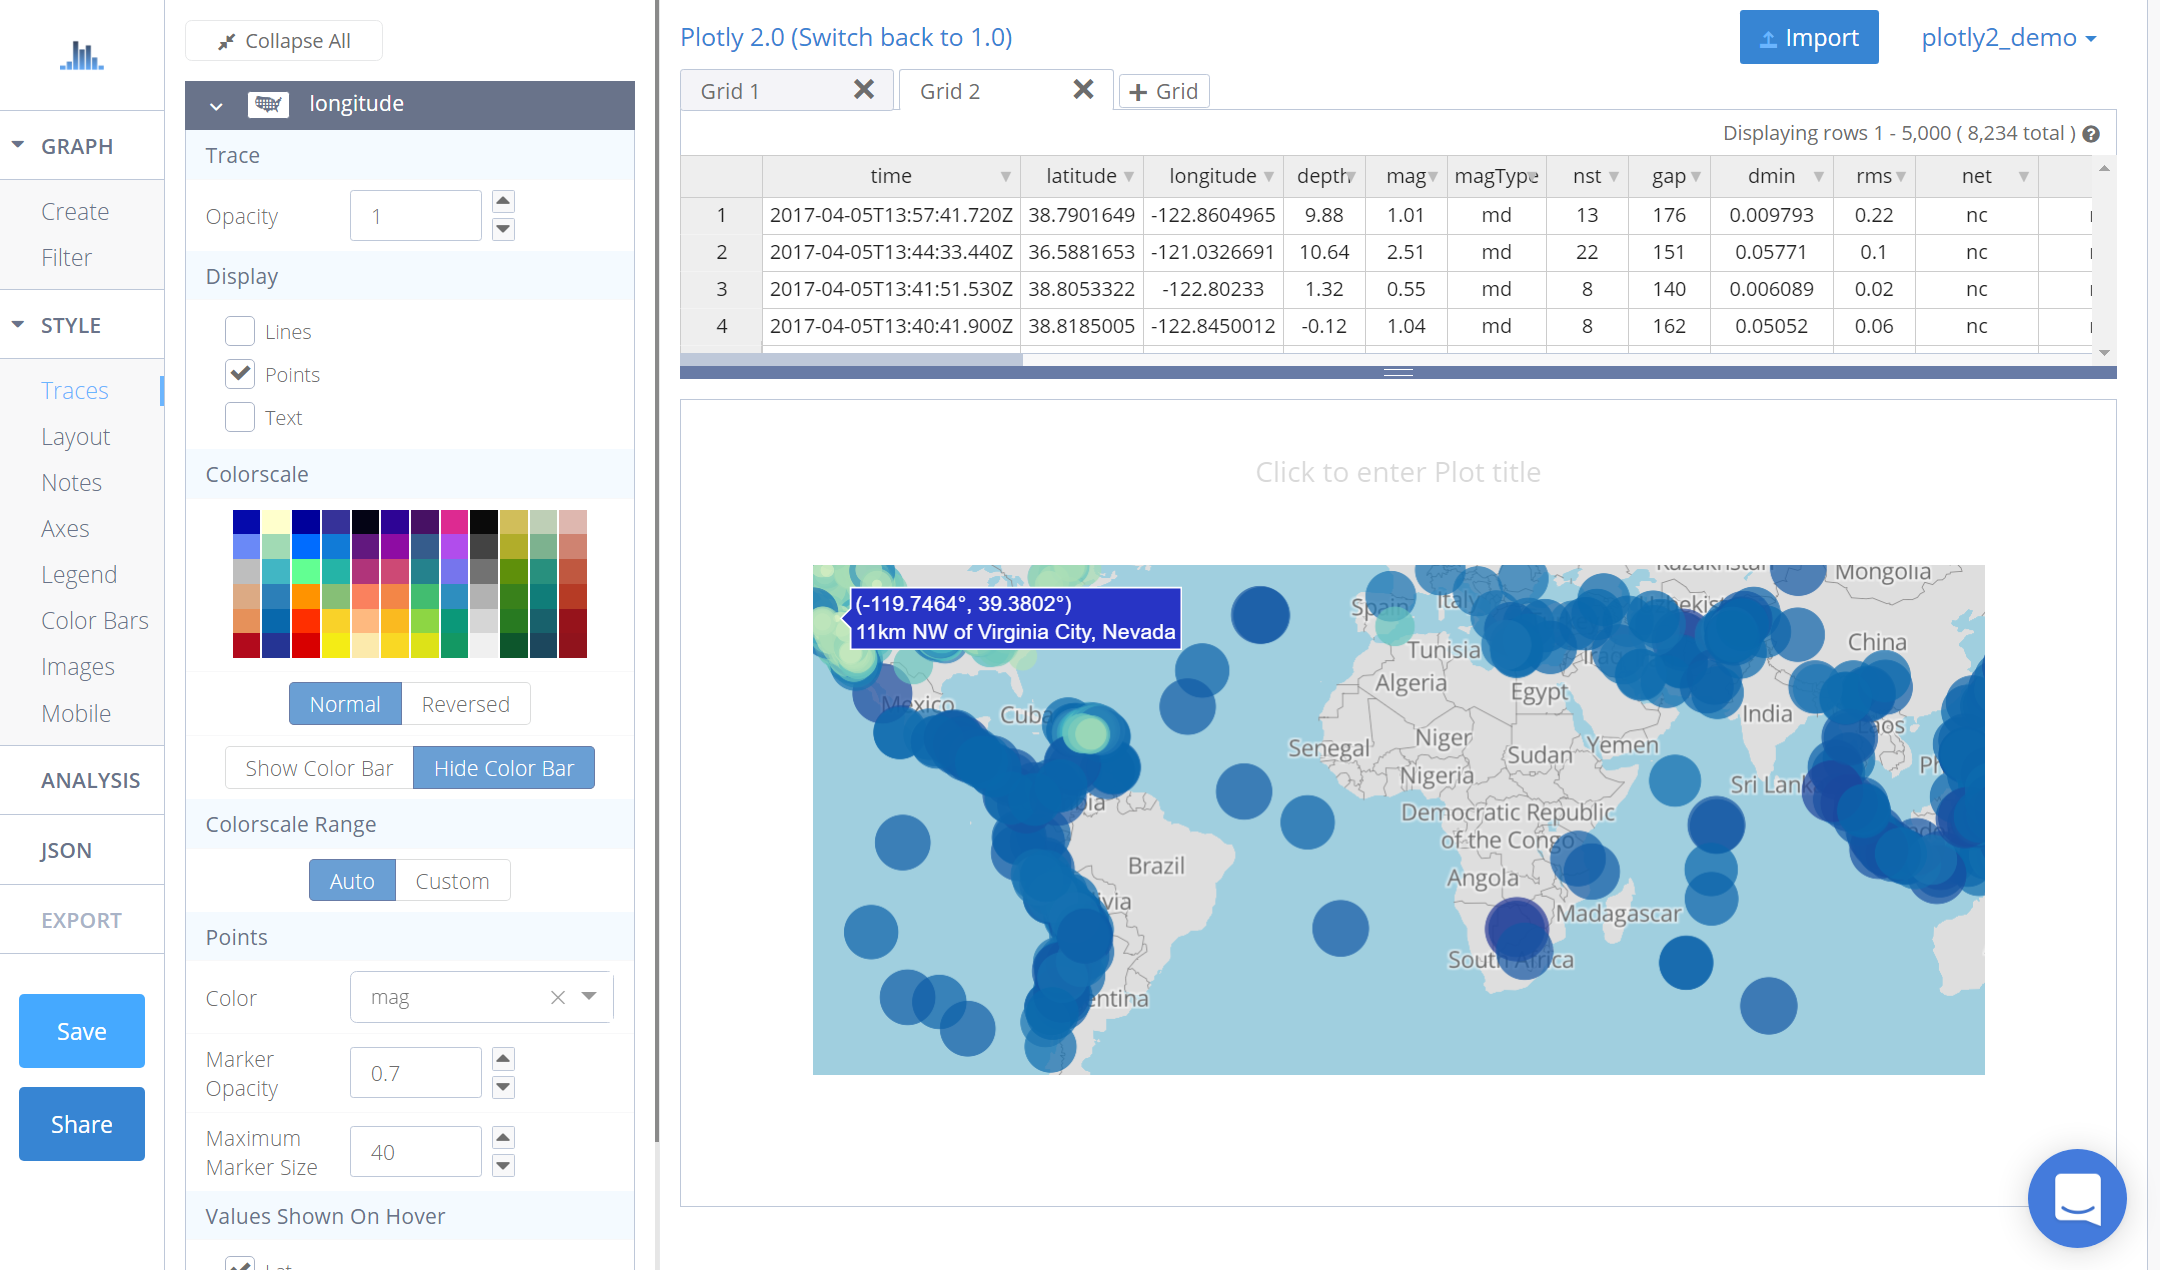 Collapse All
longitude
GRAPH
Create
Filter
STYLE
Traces
Layout
Notes
Axes
Legend
Color Bars
Images
Mobile
ANALYSIS
JSON
EXPORT
Save
Share
Trace
Opacity 1
Display
Lines
Points
Text
Colorscale
Normal Reversed
Show Color Bar Hide Color Bar
Colorscale Range
Auto Custom
Points
Color mag
Marker
Opacity 0.7
Maximum
Marker Size 40
Values Shown On Hover
Plotly 2.0 (Switch back to 1.0)
Import plotly2_demo
Grid 1 Grid 2 + Grid
Displaying rows 1 - 5,000 ( 8,234 total ) ?
time latitude longitude depth mag magType nst gap dmin rms net
1 2017-04-05T13:57:41.720Z 38.7901649 -122.8604965 9.88 1.01 md 13 176 0.009793 0.22 nc
2 2017-04-05T13:44:33.440Z 36.5881653 -121.0326691 10.64 2.51 md 22 151 0.05771 0.1 nc
3 2017-04-05T13:41:51.530Z 38.8053322 -122.80233 1.32 0.55 md 8 140 0.006089 0.02 nc
4 2017-04-05T13:40:41.900Z 38.8185005 -122.8450012 -0.12 1.04 md 8 162 0.05052 0.06 nc
Click to enter Plot title
(-119.7464°, 39.3802°)
11km NW of Virginia City, Nevada
Kazakhstan
Mongolia
Spain
Italy
China
Tunisia
Iraq
Algeria
Egypt
Mexico
Cuba
India
Laos
Niger
Senegal
Sudan
Yemen
Nigeria
Sri Lank
Democratic Republic
of the Congo
Brazil
Angola
Madagascar
South Africa